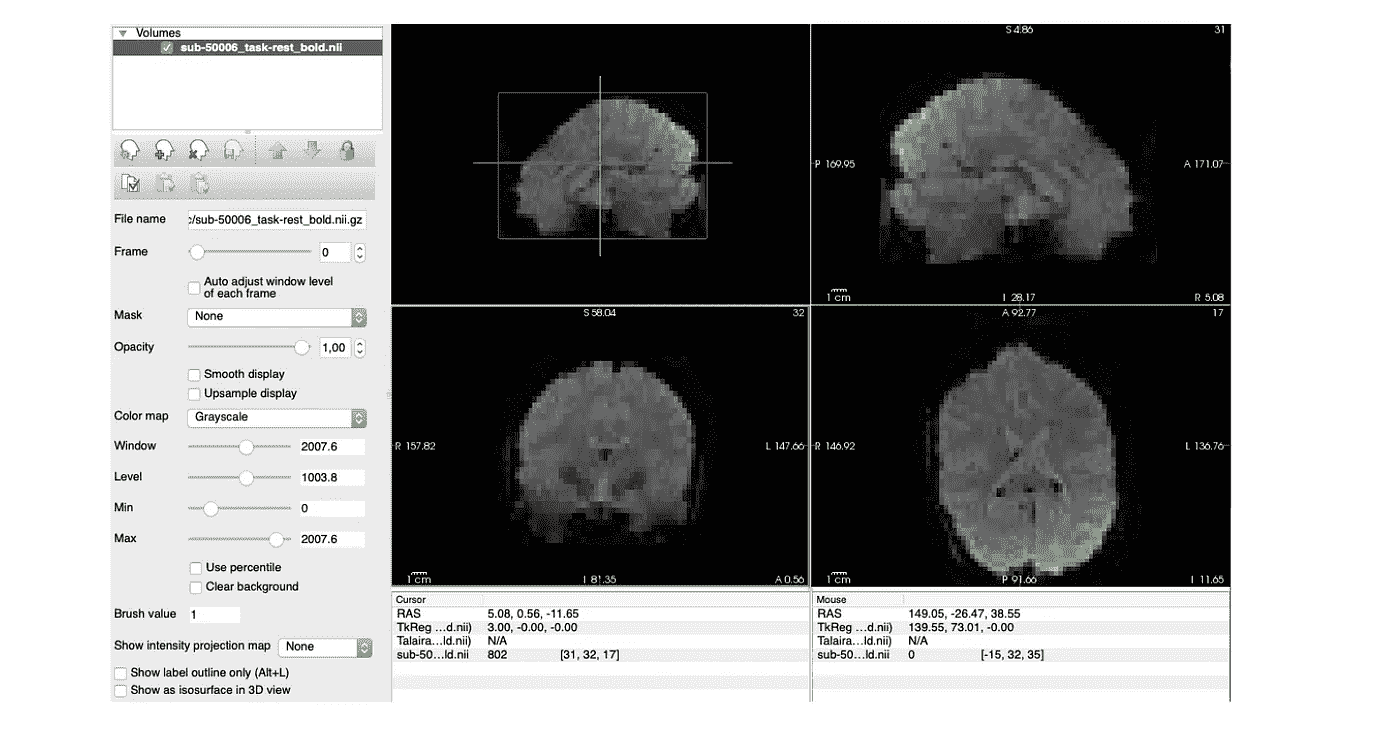 Volumes
sub-50006_task-rest_bold.nii
File name :/sub-50006_task-rest_bold.nii.gz
Frame 0
Auto adjust window level
of each frame
Mask None
Opacity 1,00
Smooth display
Upsample display
Color map Grayscale
Window 2007.6
Level 1003.8
Min 0
Max 2007.6
Use percentile
Clear background
Brush value 1
Show intensity projection map None
Show label outline only (Alt+L)
Show as isosurface in 3D view
S 4.86 31
P 169.95 A 171.07
1 cm I 28.17 R 5.08
S 58.04 32
R 157.82 L 147.66
1 cm I 81.35 A 0.56
A 92.77 17
R 146.92 L 136.76
1 cm P 91.66 I 11.65
Cursor
RAS 5.08, 0.56, -11.65
TkReg ...d.nii) 3.00, -0.00, -0.00
Talaira...ld.nii) N/A
sub-50...ld.nii 802 [31, 32, 17]
Mouse
RAS 149.05, -26.47, 38.55
TkReg ...d.nii) 139.55, 73.01, -0.00
Talaira...ld.nii) N/A
sub-50...ld.nii 0 [-15, 32, 35]